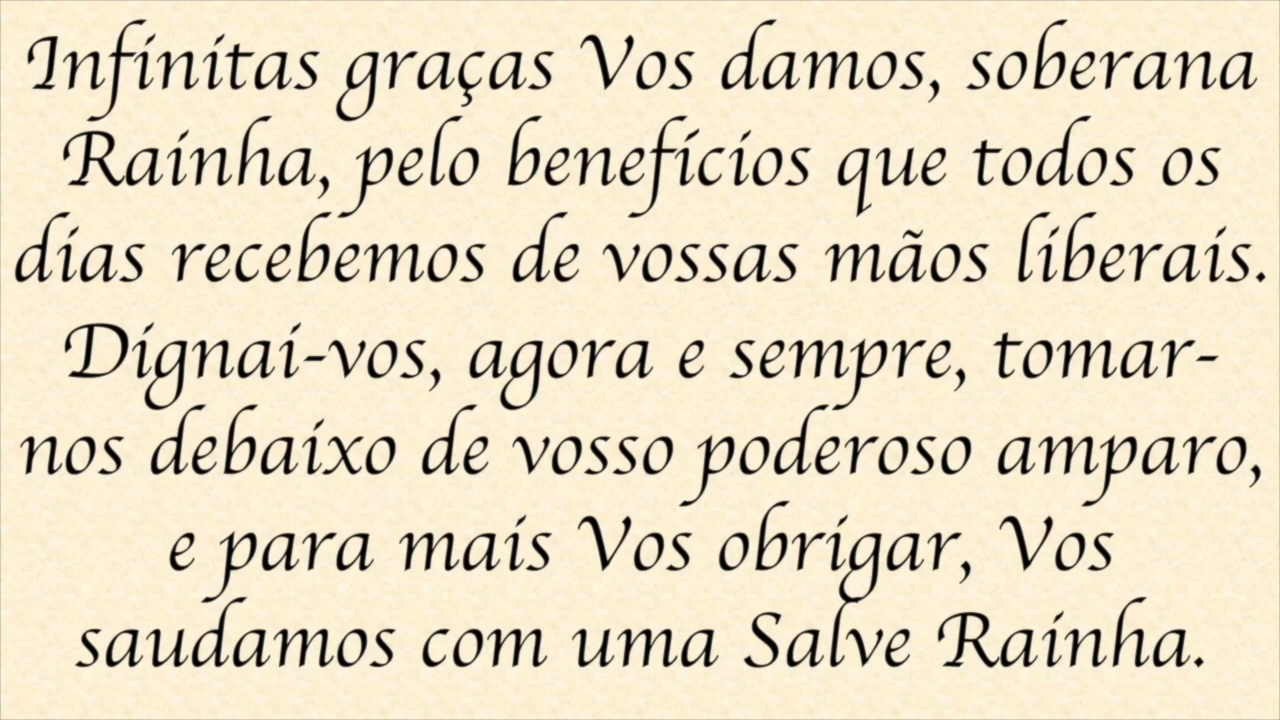 Infinitas graças Vos damos, soberana
Rainha, pelo benefícios que todos os
dias recebemos de vossas mãos liberais.
Dignai-vos, agora e sempre, tomar-
nos debaixo de vosso poderoso amparo,
e para mais Vos obrigar, Vos
saudamos com uma Salve Rainha.